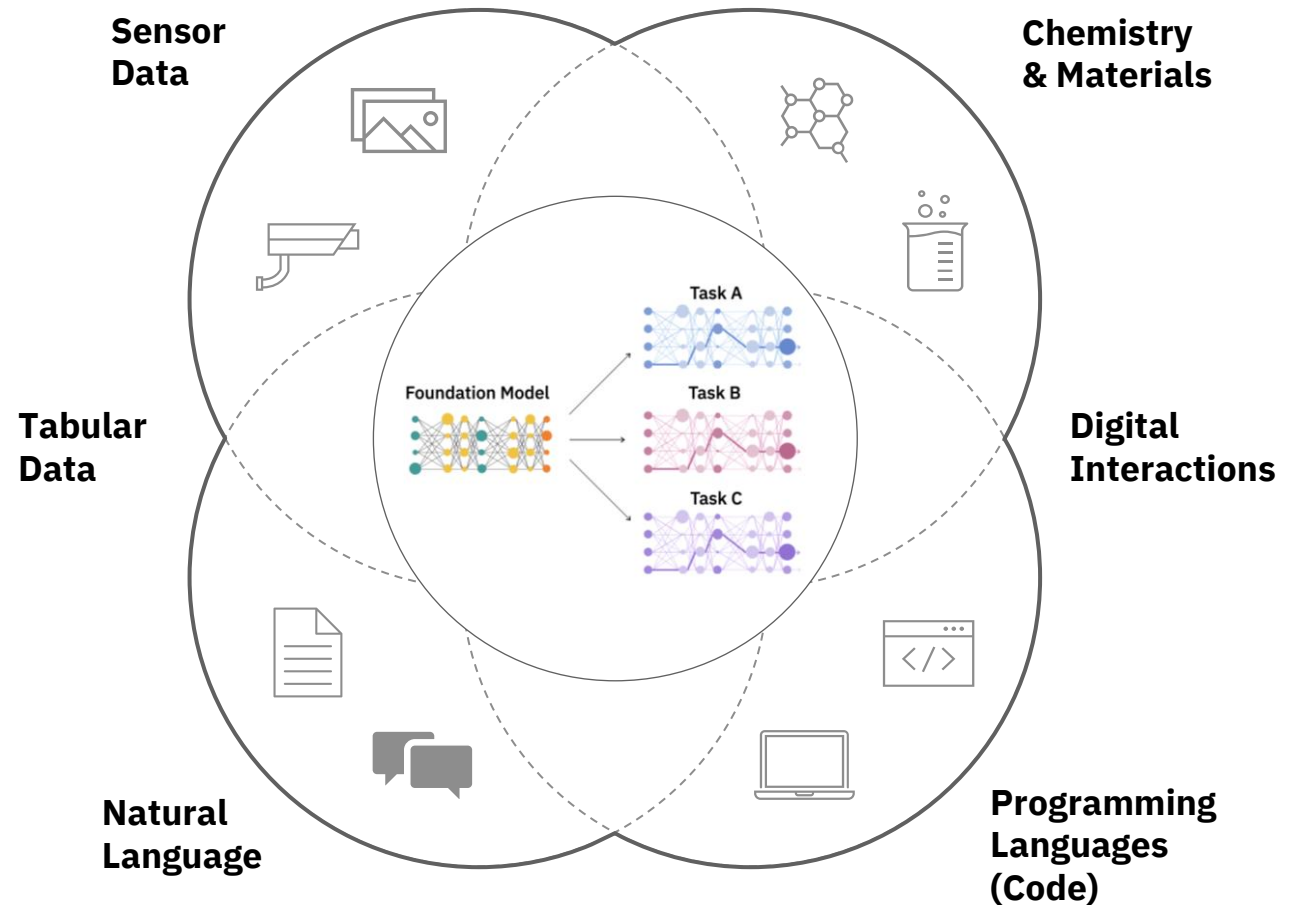 Sensor
Data
Chemistry
& Materials
Task A
Foundation Model
Task B
Task C
Tabular
Data
Digital
Interactions
</>
Natural
Language
Programming
Languages
(Code)